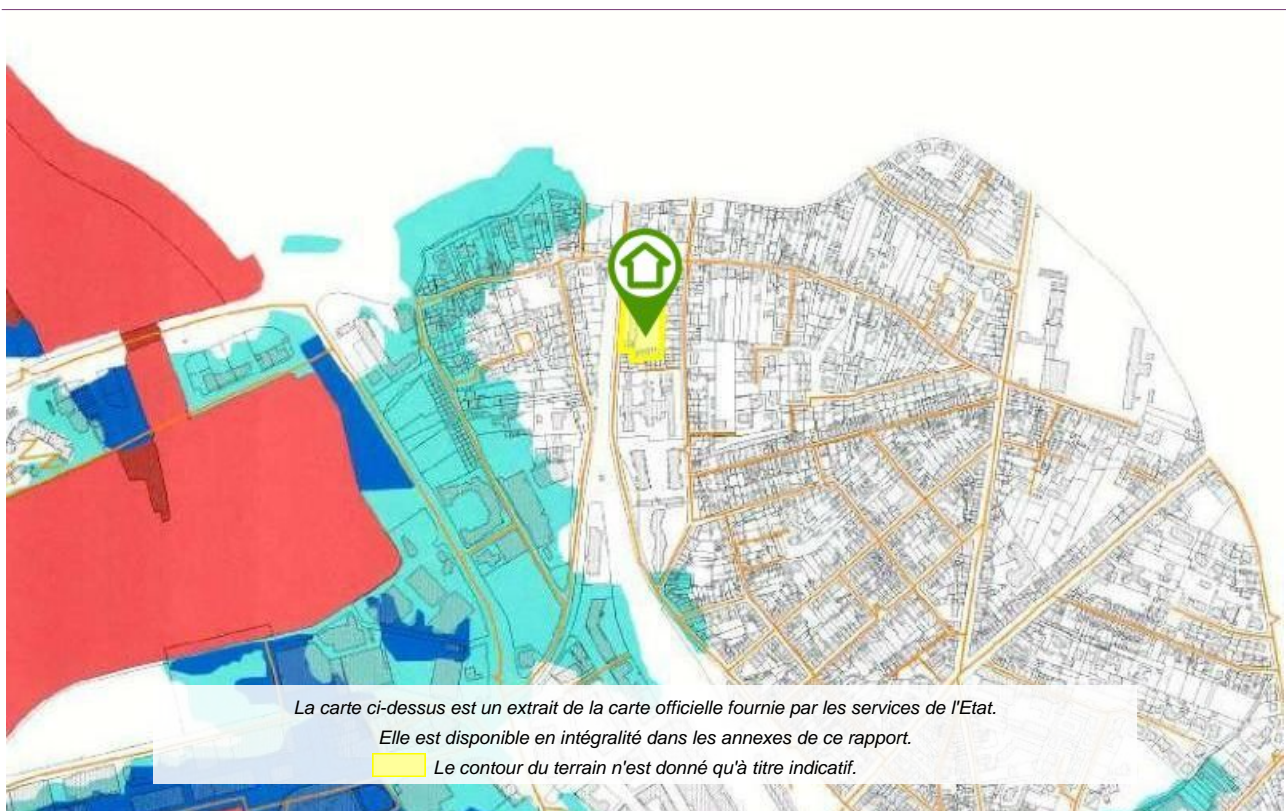 La carte ci-dessus est un extrait de la carte officielle fournie par les services de l'Etat.
Elle est disponible en intégralité dans les annexes de ce rapport.
Le contour du terrain n'est donné qu'à titre indicatif.